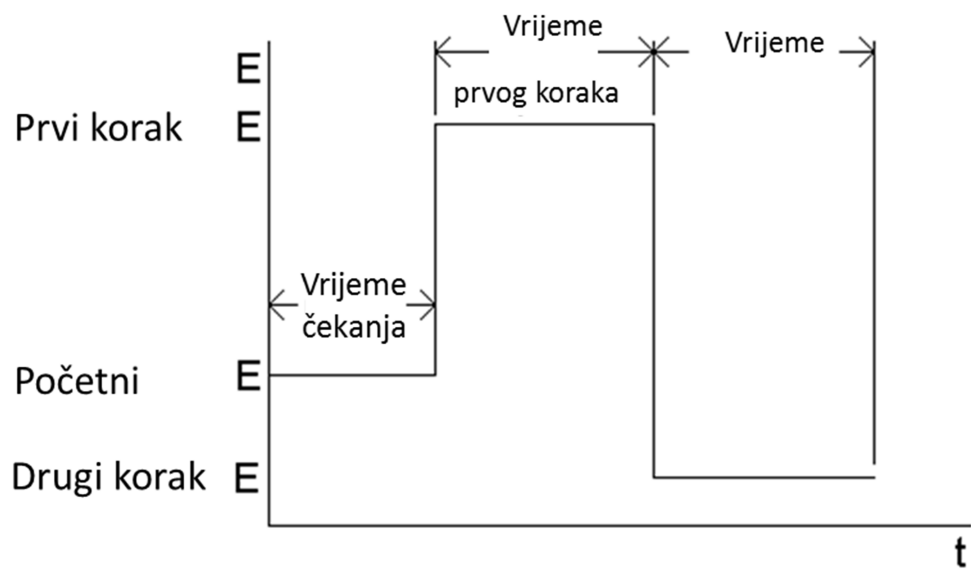 Vrijeme
Vrijeme
E
prvog koraka
Prvi korak E
Vrijeme
čekanja
Početni E
Drugi korak E
t